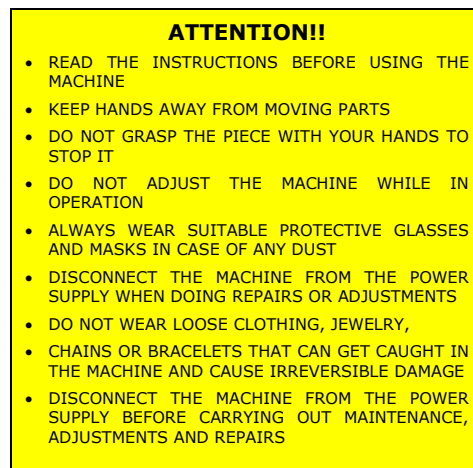 ATTENTION!!
• READ THE INSTRUCTIONS BEFORE USING THE
MACHINE
• KEEP HANDS AWAY FROM MOVING PARTS
• DO NOT GRASP THE PIECE WITH YOUR HANDS TO
STOP IT
• DO NOT ADJUST THE MACHINE WHILE IN
OPERATION
• ALWAYS WEAR SUITABLE PROTECTIVE GLASSES
AND MASKS IN CASE OF ANY DUST
• DISCONNECT THE MACHINE FROM THE POWER
SUPPLY WHEN DOING REPAIRS OR ADJUSTMENTS
• DO NOT WEAR LOOSE CLOTHING, JEWELRY,
• CHAINS OR BRACELETS THAT CAN GET CAUGHT IN
THE MACHINE AND CAUSE IRREVERSIBLE DAMAGE
• DISCONNECT THE MACHINE FROM THE POWER
SUPPLY BEFORE CARRYING OUT MAINTENANCE,
ADJUSTMENTS AND REPAIRS